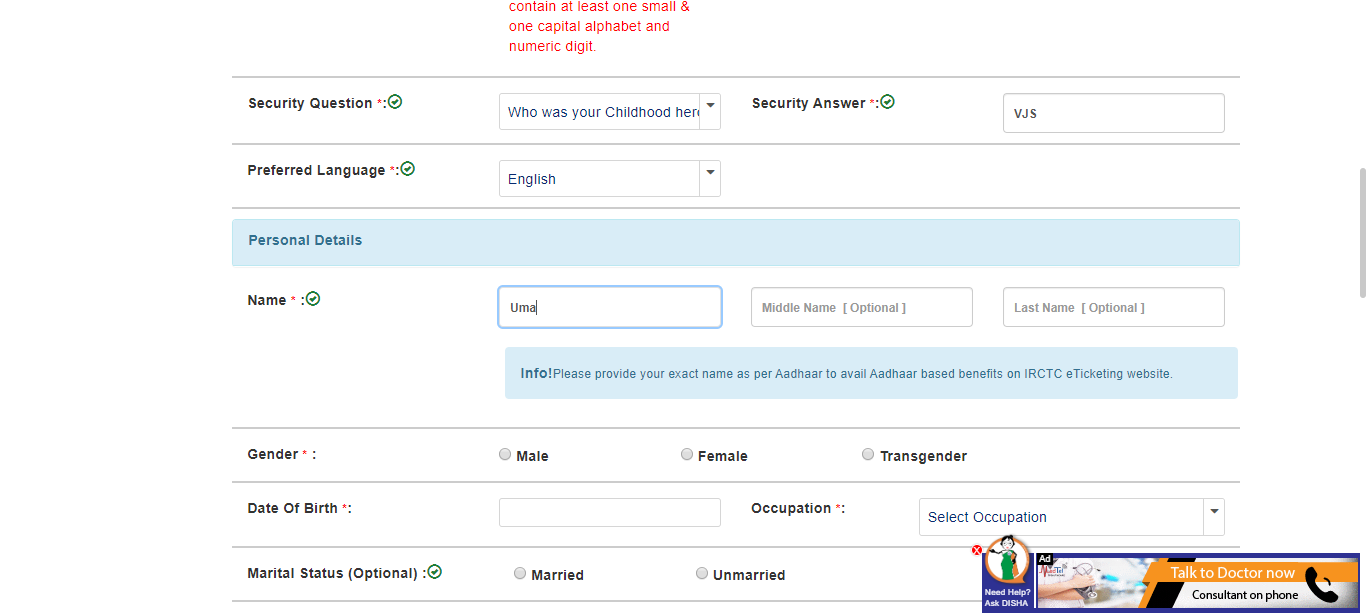 contain at least one small &
one capital alphabet and
numeric digit.
Security Question *:
Who was your Childhood hero
Security Answer *:
VJS
Preferred Language *:
English
Personal Details
Name * :
Uma
Middle Name [ Optional ]
Last Name [ Optional ]
Info!Please provide your exact name as per Aadhaar to avail Aadhaar based benefits on IRCTC eTicketing website.
Gender * :
Male
Female
Transgender
Date Of Birth *:
Occupation *:
Select Occupation
Marital Status (Optional) :
Married
Unmarried
X
Need Help?
Ask DISHA
Ad
Talk to Doctor now
Consultant on phone